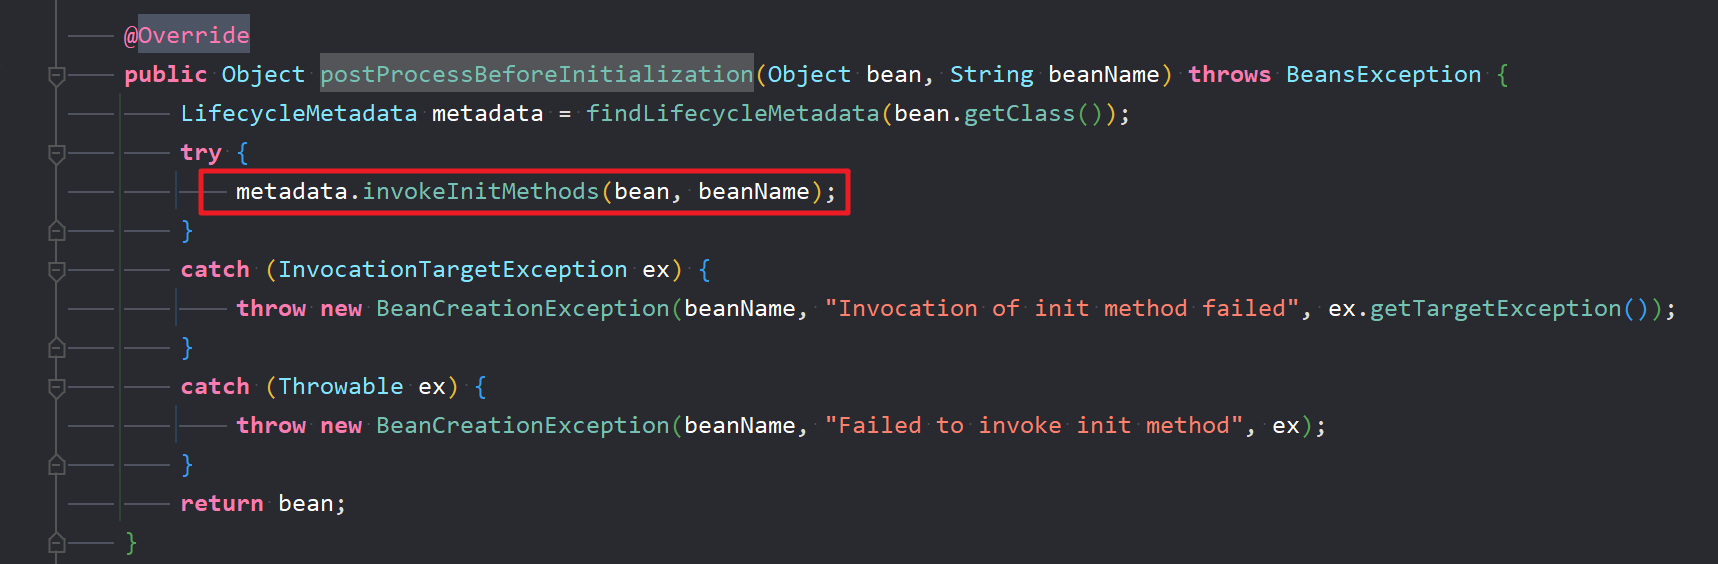 @Override
public Object postProcessBeforeInitialization(Object bean, String beanName) throws BeansException {
LifecycleMetadata metadata = findLifecycleMetadata(bean.getClass());
try {
metadata.invokeInitMethods(bean, beanName);
}
catch (InvocationTargetException ex) {
throw new BeanCreationException(beanName, "Invocation of init method failed", ex.getTargetException());
}
catch (Throwable ex) {
throw new BeanCreationException(beanName, "Failed to invoke init method", ex);
}
return bean;
}